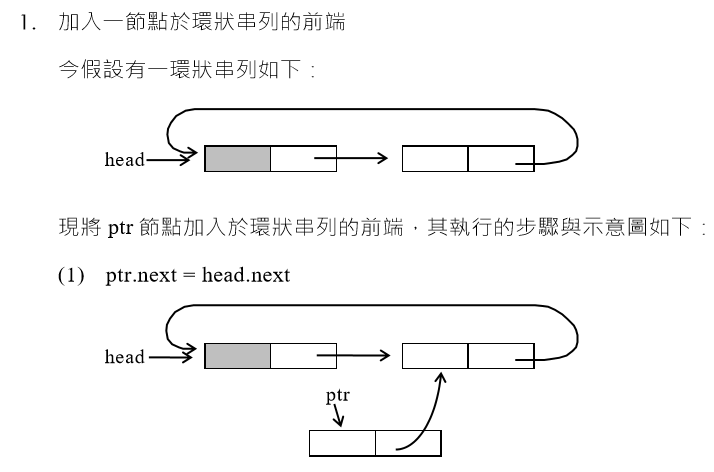 1. 加入一節點於環狀串列的前端
今假設有一環狀串列如下：
head
現將 ptr 節點加入於環狀串列的前端，其執行的步驟與示意圖如下：
(1) ptr.next = head.next
head
ptr